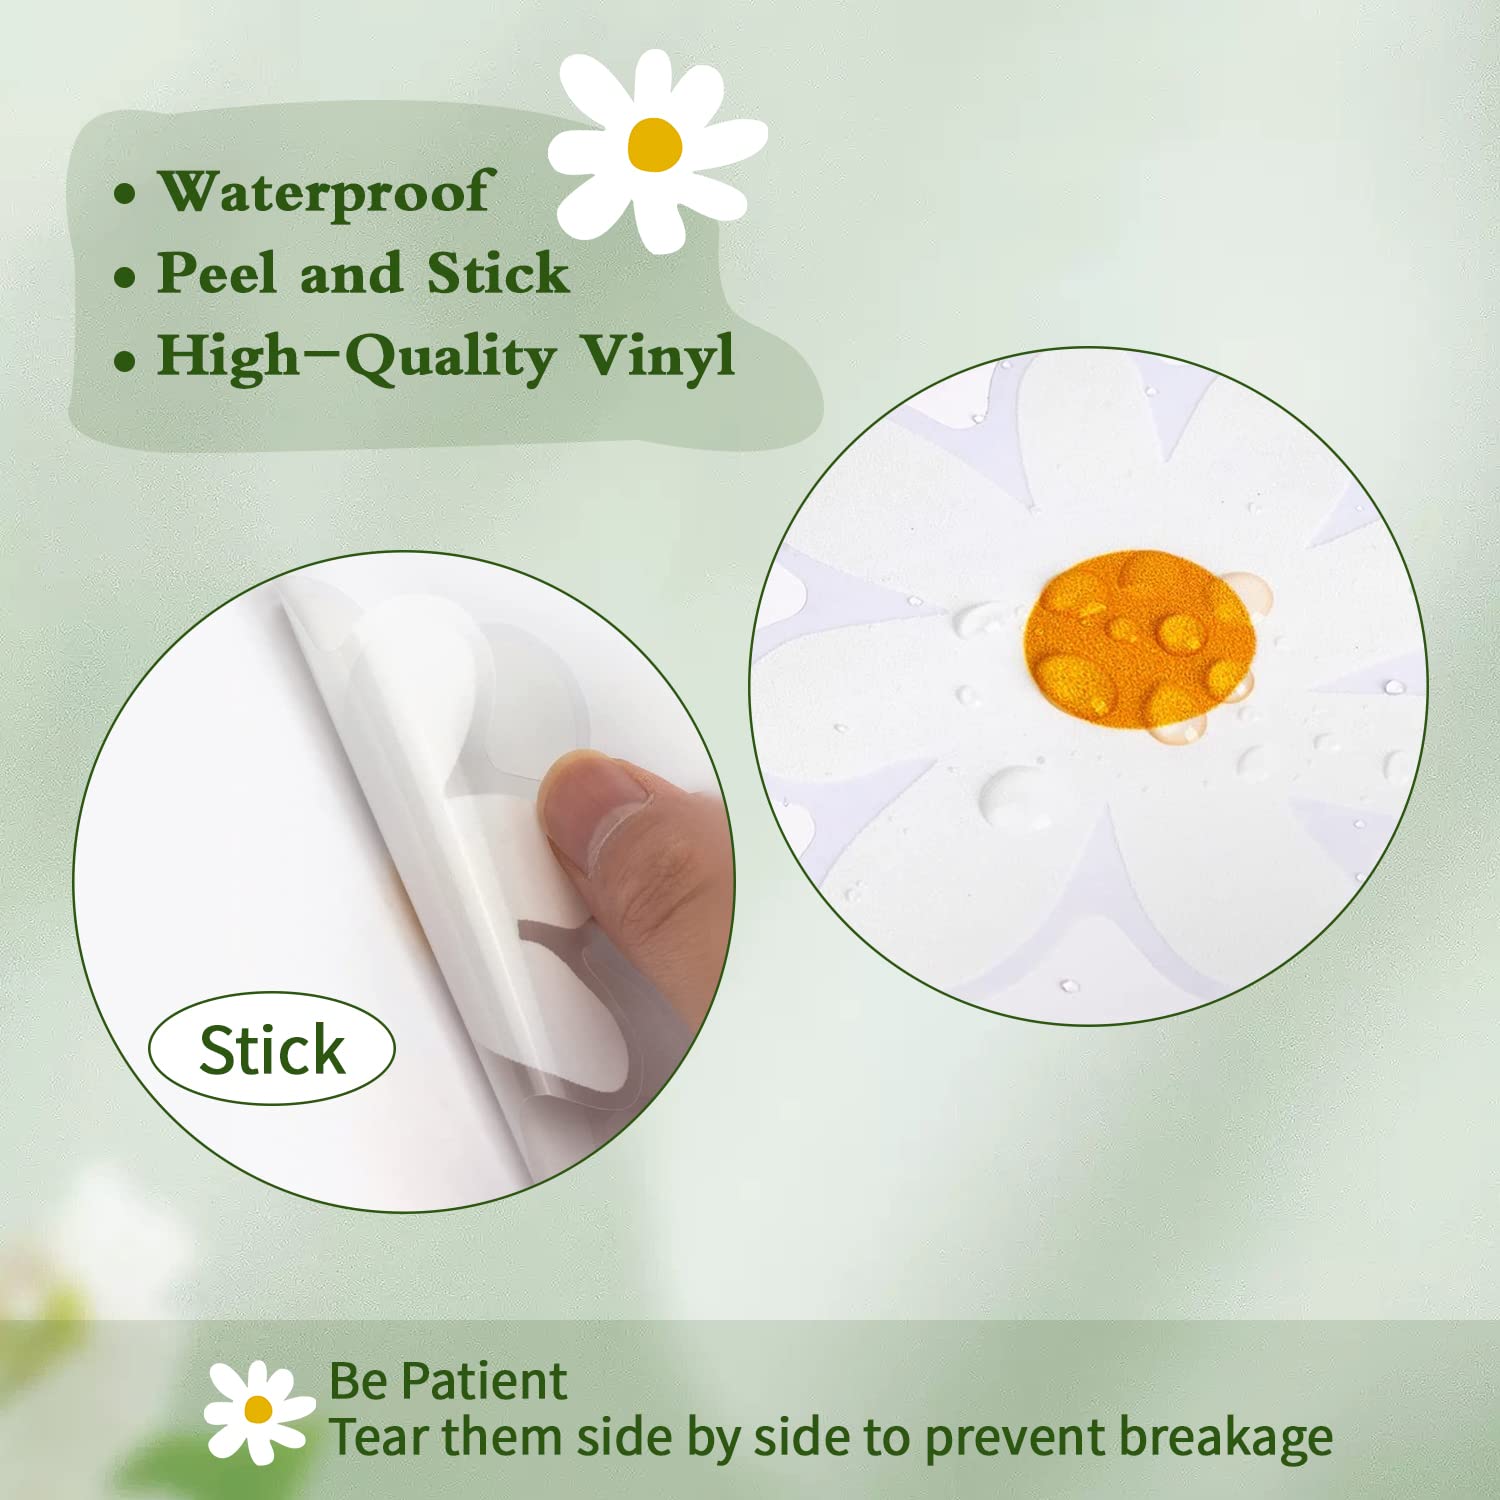 • Waterproof
• Peel and Stick
• High-Quality Vinyl
Stick
Be Patient
Tear them side by side to prevent breakage